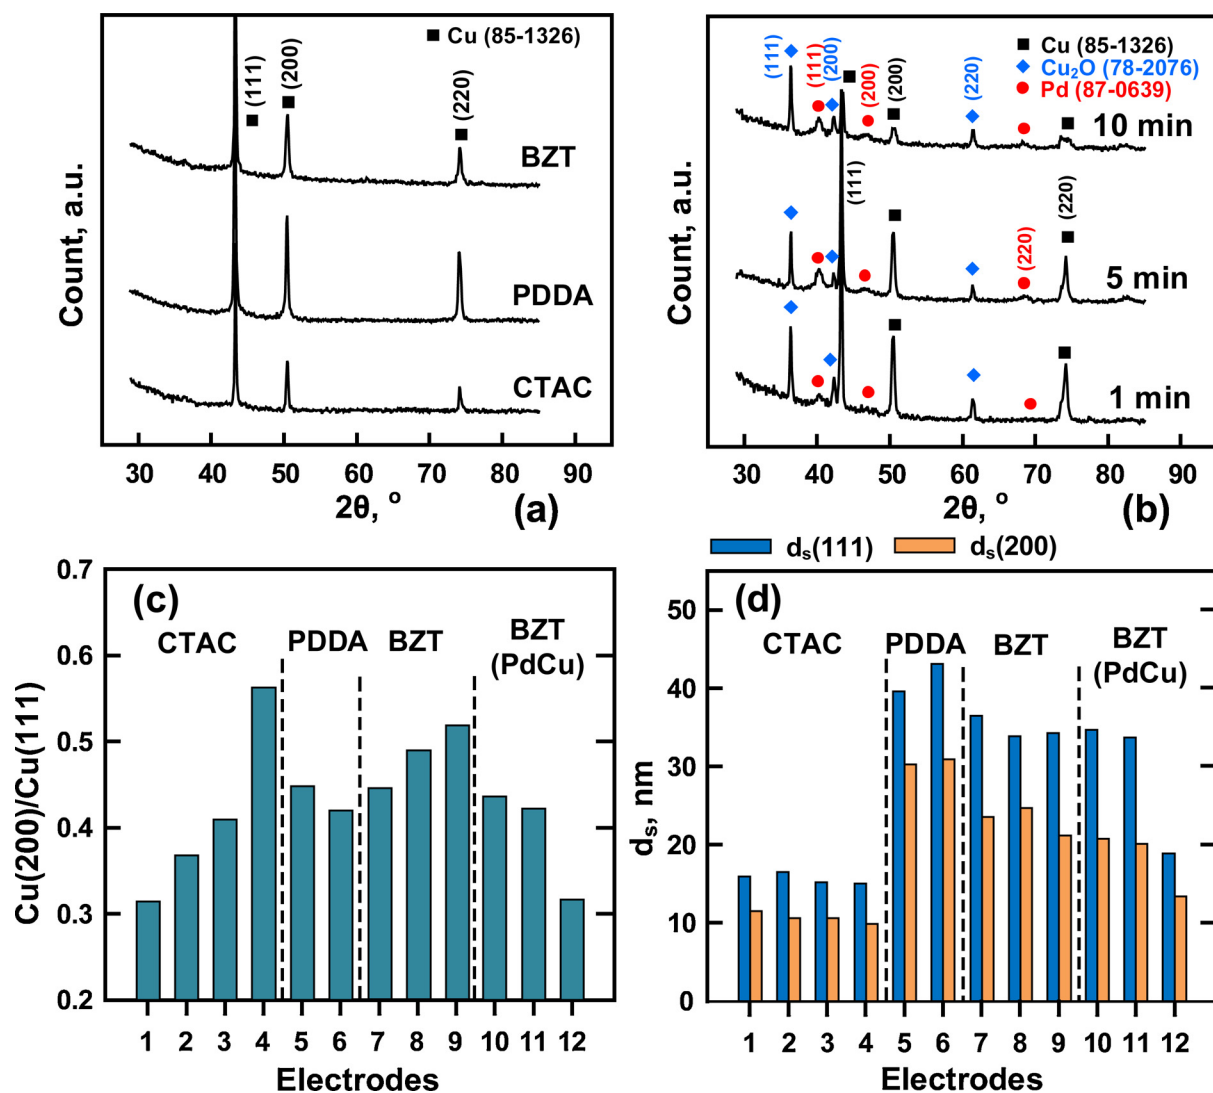 ■ Cu (85-1326)
(111)
(200)
(220)
BZT
PDDA
CTAC
Count, a.u.
30 40 50 60 70 80 90
2θ, °
(a)
(111)
(111)
(200)
(200)
(200)
(220)
■ Cu (85-1326)
◆ Cu₂O (78-2076)
● Pd (87-0639)
10 min
(111)
(220)
(220)
5 min
1 min
Count, a.u.
30 40 50 60 70 80 90
2θ, °
(b)
0.7
0.6
0.5
0.4
0.3
0.2
Cu(200)/Cu(111)
(c)
CTAC
PDDA
BZT
BZT
(PdCu)
1 2 3 4 5 6 7 8 9 10 11 12
Electrodes
dₛ(111)
dₛ(200)
50
40
30
20
10
0
dₛ, nm
(d)
CTAC
PDDA
BZT
BZT
(PdCu)
1 2 3 4 5 6 7 8 9 10 11 12
Electrodes